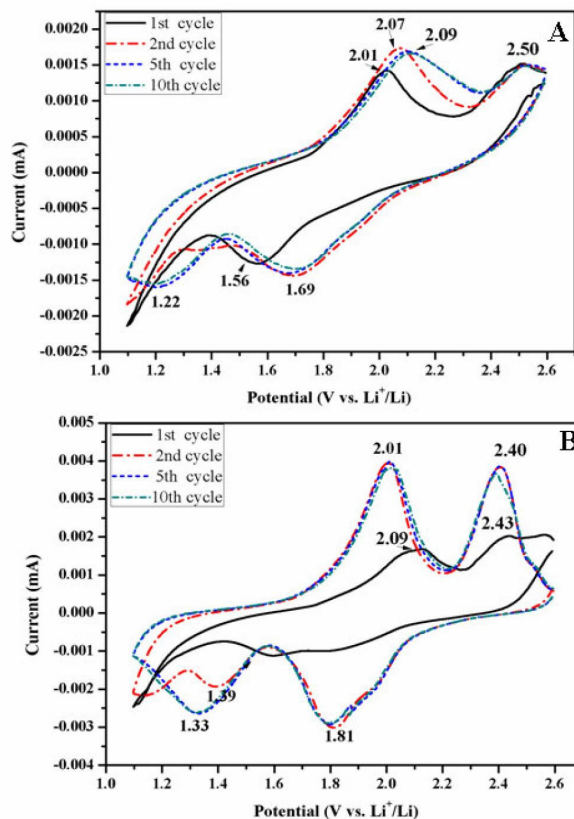 A
1st cycle
2nd cycle
5th cycle
10th cycle
2.07
2.09
2.01
2.50
1.22
1.56
1.69
0.0020
0.0015
0.0010
0.0005
0.0000
-0.0005
-0.0010
-0.0015
-0.0020
-0.0025
Current (mA)
1.0 1.2 1.4 1.6 1.8 2.0 2.2 2.4 2.6
Potential (V vs. Li⁺/Li)
B
1st cycle
2nd cycle
5th cycle
10th cycle
2.01
2.40
2.09
2.43
1.39
1.33
1.81
0.005
0.004
0.003
0.002
0.001
0.000
-0.001
-0.002
-0.003
-0.004
Current (mA)
1.0 1.2 1.4 1.6 1.8 2.0 2.2 2.4 2.6
Potential (V vs. Li⁺/Li)